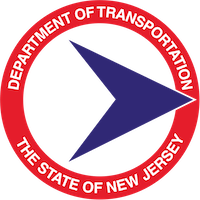 DEPARTMENT OF TRANSPORTATION
THE STATE OF NEW JERSEY